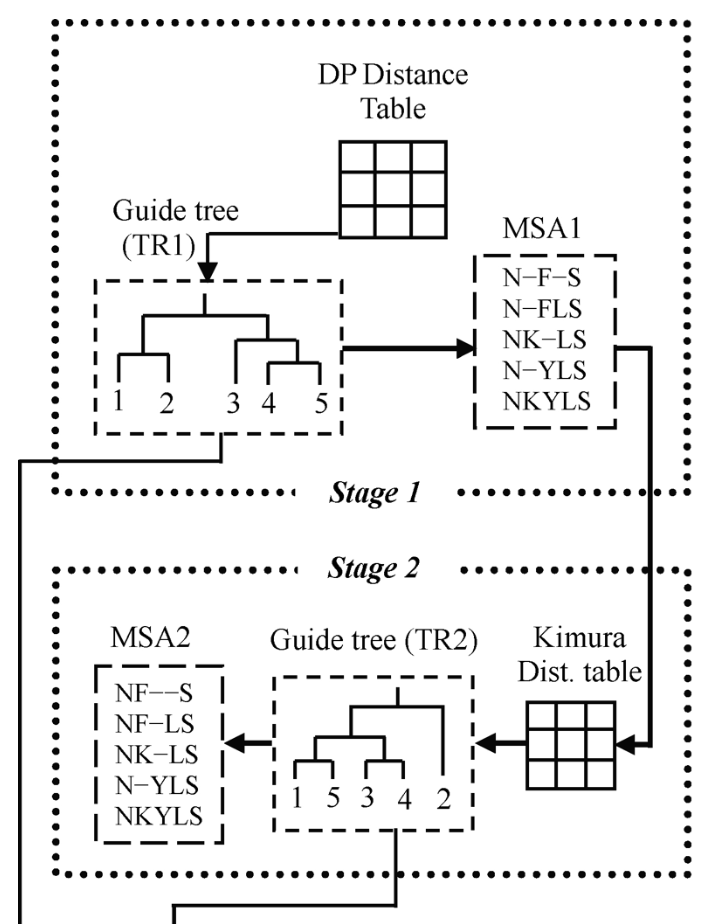 DP Distance
Table
Guide tree
(TR1)
MSA1
N−F−S
N−FLS
NK−LS
N−YLS
NKYLS
1 2 3 4 5
Stage 1
Stage 2
MSA2
NF−−S
NF−LS
NK−LS
N−YLS
NKYLS
Guide tree (TR2)
1 5 3 4 2
Kimura
Dist. table